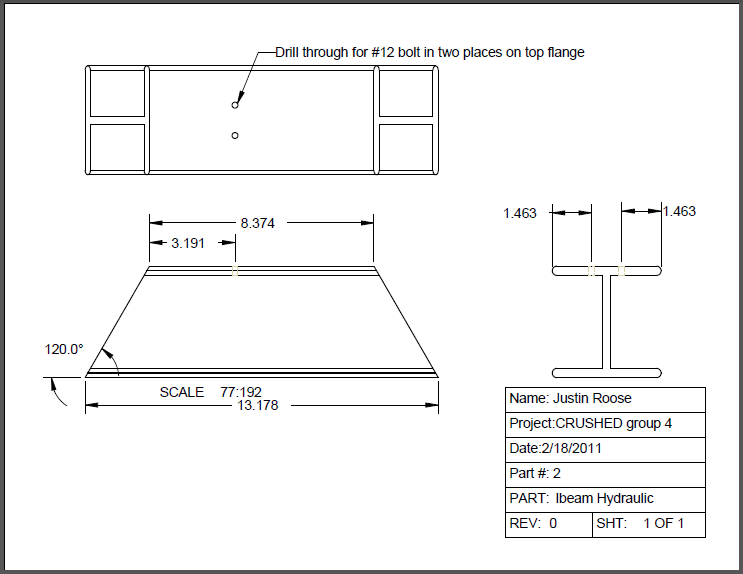 Drill through for #12 bolt in two places on top flange
8.374
3.191
1.463
1.463
120.0°
SCALE 77:192
13.178
Name: Justin Roose
Project:CRUSHED group 4
Date:2/18/2011
Part #: 2
PART: Ibeam Hydraulic
REV: 0 SHT: 1 OF 1